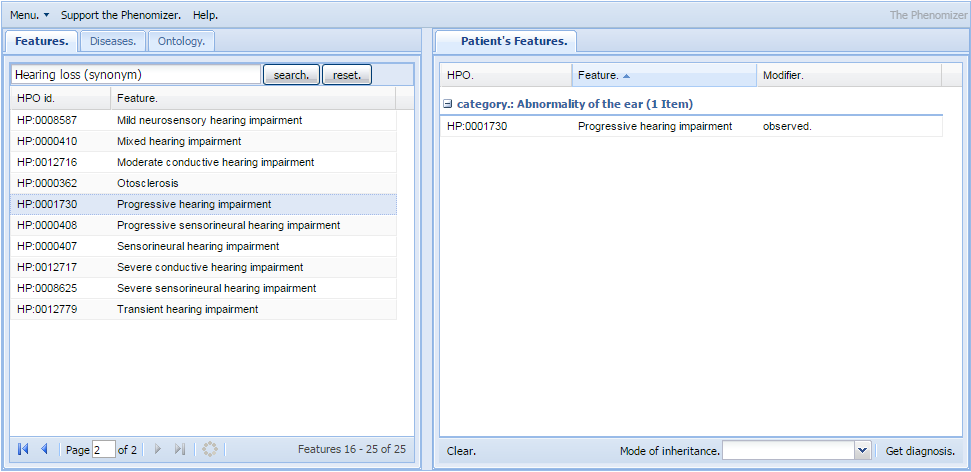 Menu. Support the Phenomizer. Help. The Phenomizer
Features. Diseases. Ontology.
Hearing loss (synonym) search. reset.
HPO id. Feature.
HP:0008587 Mild neurosensory hearing impairment
HP:0000410 Mixed hearing impairment
HP:0012716 Moderate conductive hearing impairment
HP:0000362 Otosclerosis
HP:0001730 Progressive hearing impairment
HP:0000408 Progressive sensorineural hearing impairment
HP:0000407 Sensorineural hearing impairment
HP:0012717 Severe conductive hearing impairment
HP:0008625 Severe sensorineural hearing impairment
HP:0012779 Transient hearing impairment
Page 2 of 2 Features 16 - 25 of 25
Patient's Features.
HPO. Feature. Modifier.
category.: Abnormality of the ear (1 Item)
HP:0001730 Progressive hearing impairment observed.
Clear. Mode of inheritance. Get diagnosis.